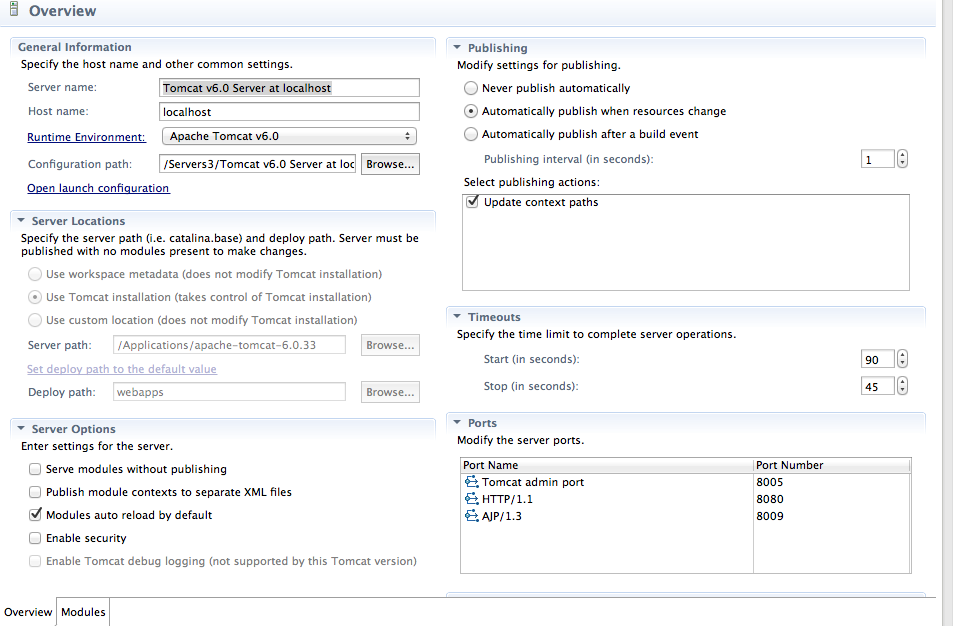 Overview
General Information
Specify the host name and other common settings.
Server name: Tomcat v6.0 Server at localhost
Host name: localhost
Runtime Environment: Apache Tomcat v6.0
Configuration path: /Servers3/Tomcat v6.0 Server at loc Browse...
Open launch configuration
Server Locations
Specify the server path (i.e. catalina.base) and deploy path. Server must be
published with no modules present to make changes.
Use workspace metadata (does not modify Tomcat installation)
Use Tomcat installation (takes control of Tomcat installation)
Use custom location (does not modify Tomcat installation)
Server path: /Applications/apache-tomcat-6.0.33 Browse...
Set deploy path to the default value
Deploy path: webapps Browse...
Server Options
Enter settings for the server.
Serve modules without publishing
Publish module contexts to separate XML files
Modules auto reload by default
Enable security
Enable Tomcat debug logging (not supported by this Tomcat version)
Publishing
Modify settings for publishing.
Never publish automatically
Automatically publish when resources change
Automatically publish after a build event
Publishing interval (in seconds): 1
Select publishing actions:
Update context paths
Timeouts
Specify the time limit to complete server operations.
Start (in seconds): 90
Stop (in seconds): 45
Ports
Modify the server ports.
Port Name Port Number
Tomcat admin port 8005
HTTP/1.1 8080
AJP/1.3 8009
Overview Modules